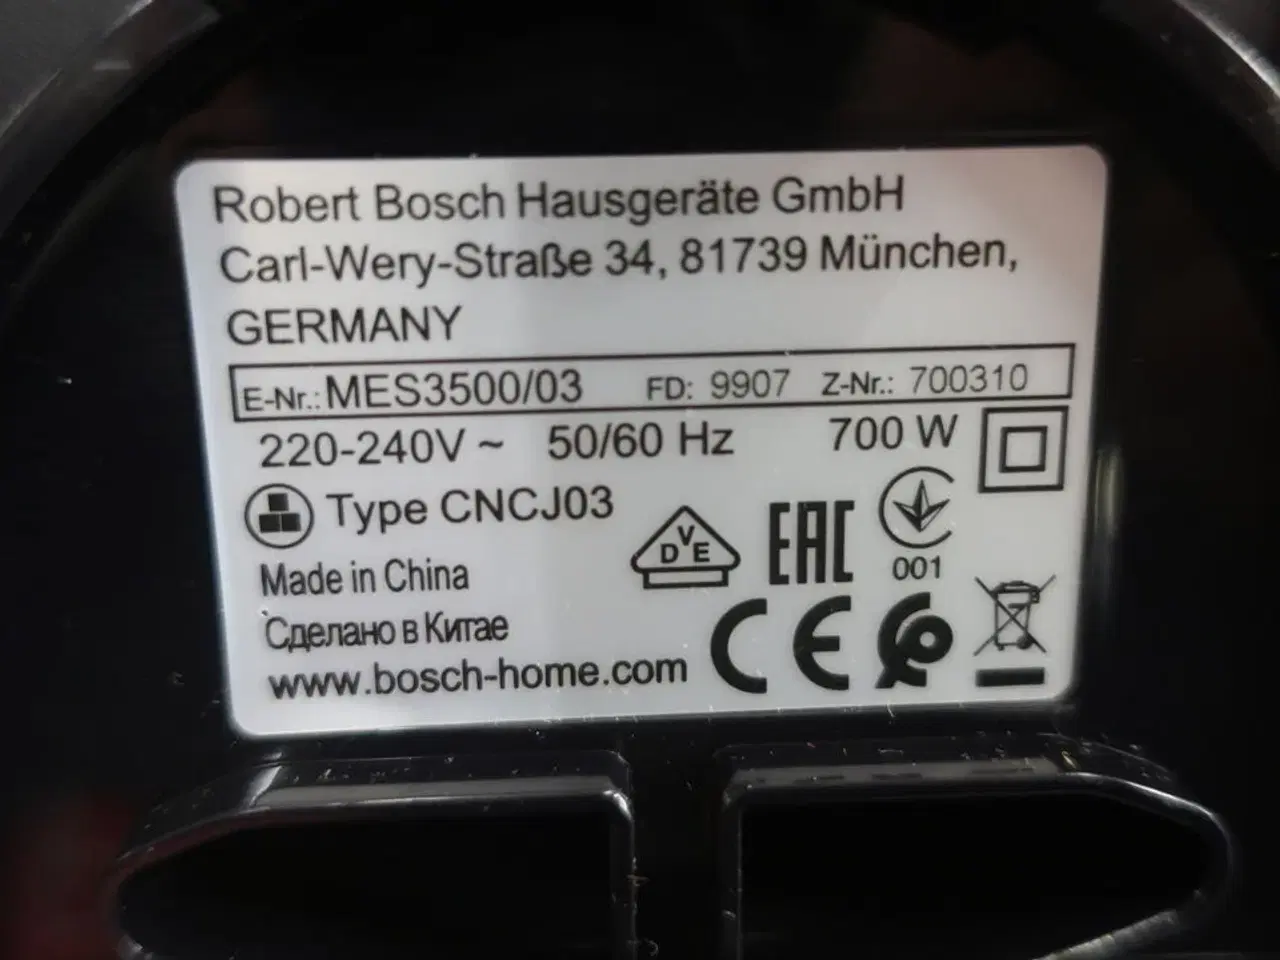 Robert Bosch Hausgeräte GmbH
Carl-Wery-Straße 34, 81739 München,
GERMANY
E-Nr.: MES3500/03 FD: 9907 Z-Nr.: 700310
220-240V ~ 50/60 Hz 700 W
Type CNCJ03
DVE
EAC
001
Made in China
Сделано в Китае
www.bosch-home.com
CE